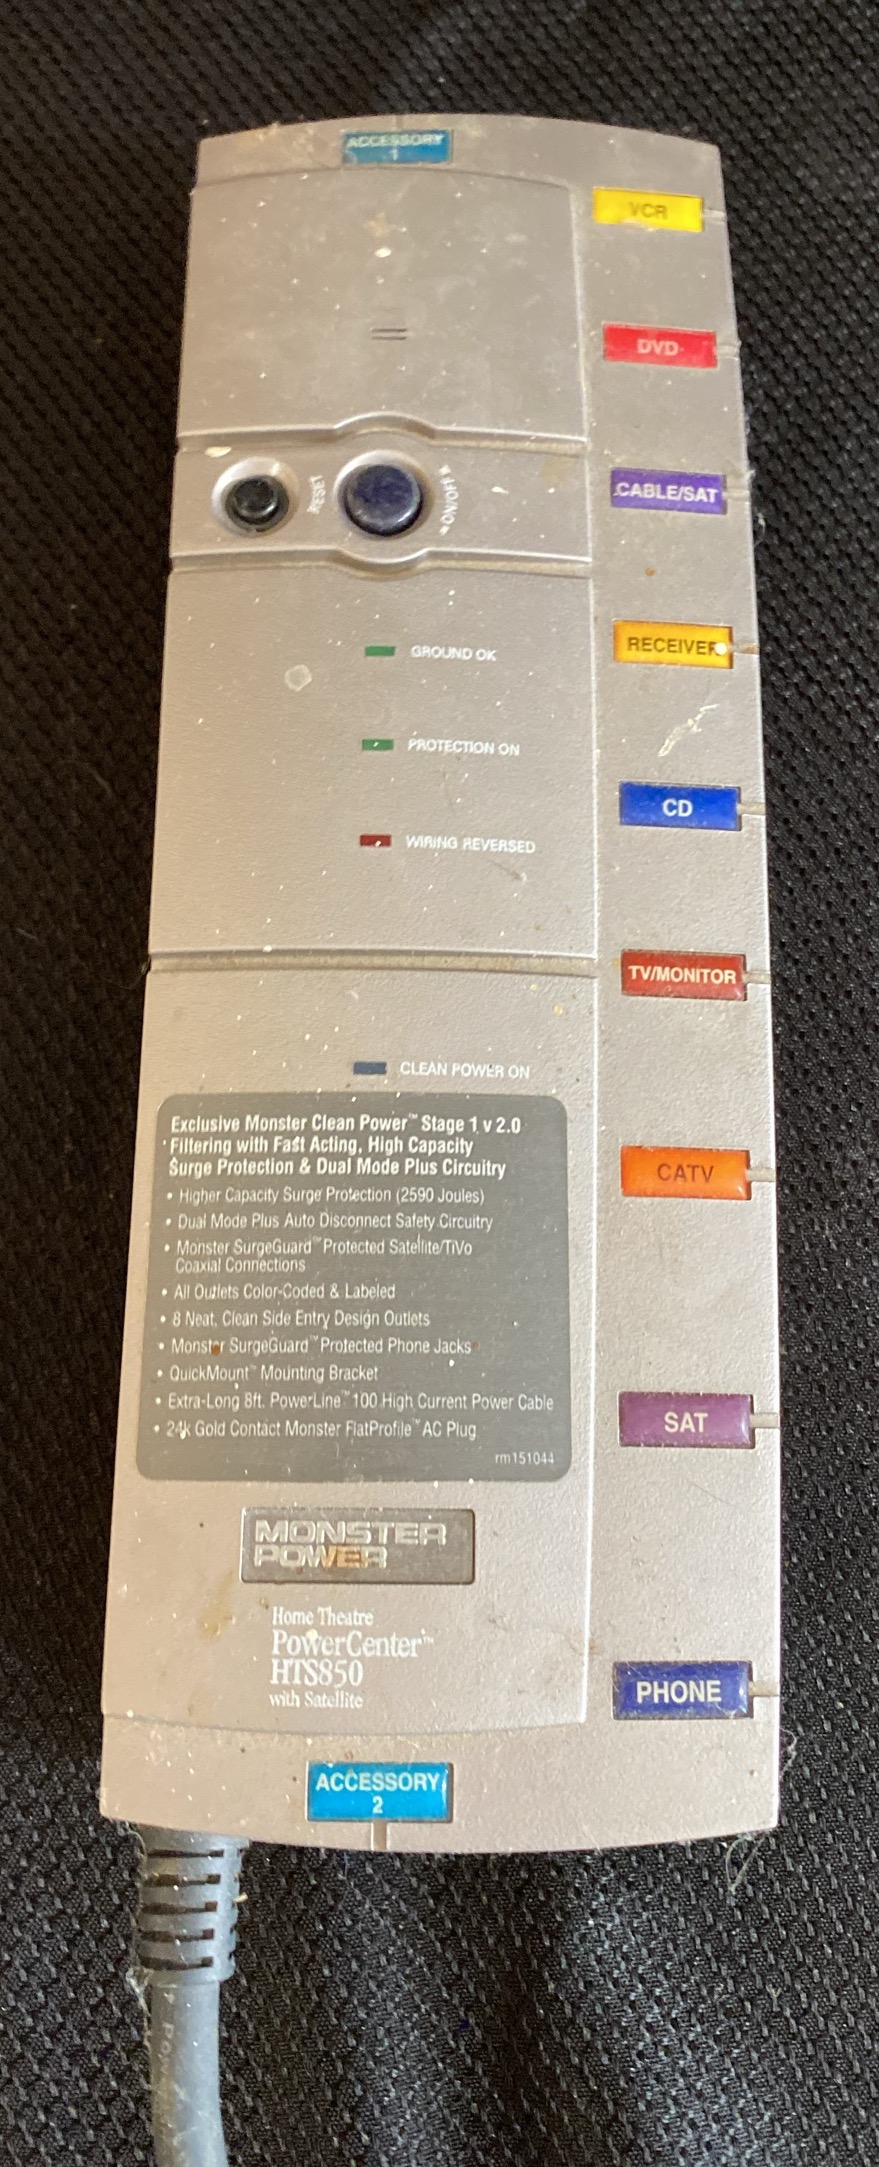 ACCESSORY
1
VCR
DVD
RESET
ON/OFF
CABLE/SAT
GROUND OK
RECEIVER
PROTECTION ON
CD
WIRING REVERSED
TV/MONITOR
CLEAN POWER ON
Exclusive Monster Clean Power™ Stage 1 v 2.0
Filtering with Fast Acting, High Capacity
Surge Protection & Dual Mode Plus Circuitry
• Higher Capacity Surge Protection (2590 Joules)
• Dual Mode Plus Auto Disconnect Safety Circuitry
• Monster SurgeGuard™ Protected Satellite/TiVo
Coaxial Connections
• All Outlets Color-Coded & Labeled
• 8 Neat, Clean Side Entry Design Outlets
• Monster SurgeGuard™ Protected Phone Jacks
• QuickMount™ Mounting Bracket
• Extra-Long 8ft. PowerLine™ 100 High Current Power Cable
• 24k Gold Contact Monster FlatProfile™ AC Plug
rm151044
CATV
SAT
MONSTER
POWER
Home Theatre
PowerCenter™
HTS850
with Satellite
PHONE
ACCESSORY
2